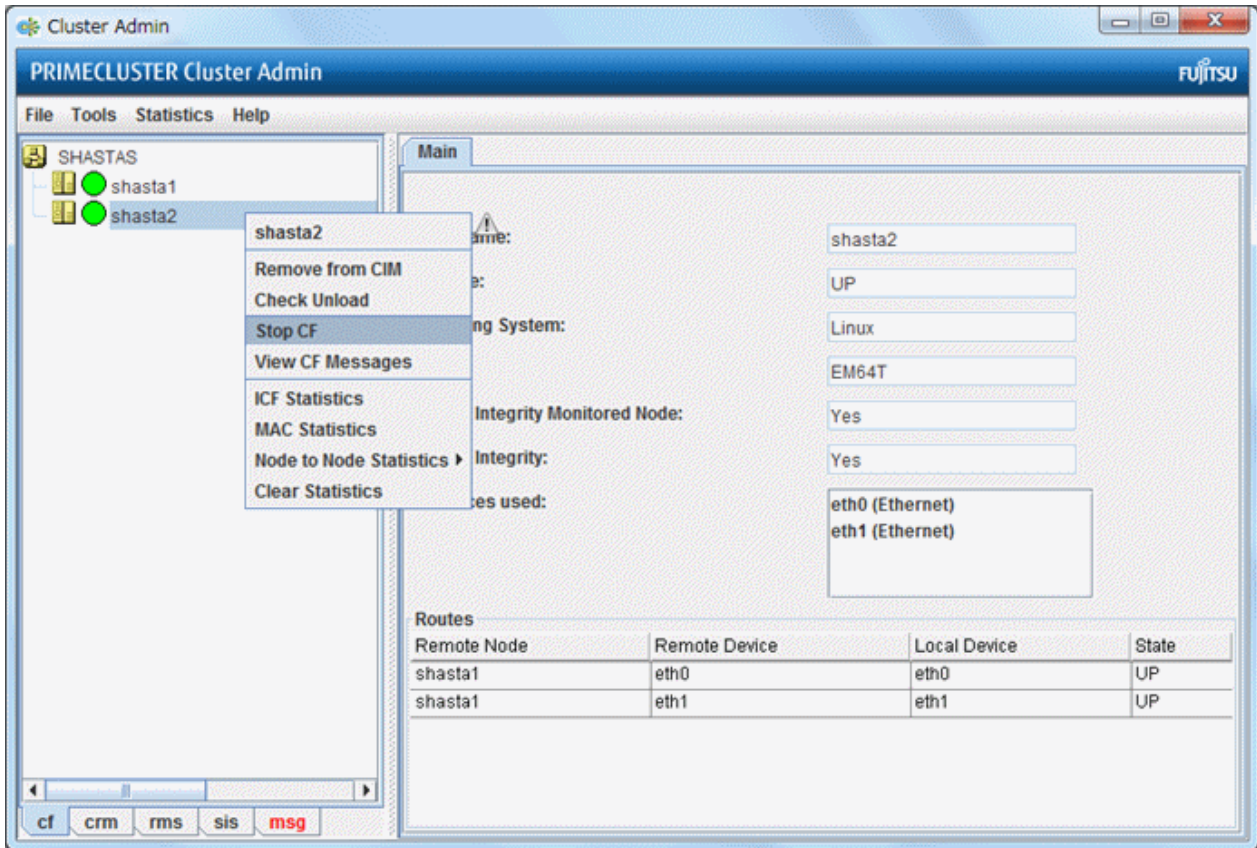 Cluster Admin
PRIMECLUSTER Cluster Admin
FUJITSU
File Tools Statistics Help
SHASTAS
shasta1
shasta2
shasta2
Remove from CIM
Check Unload
Stop CF
View CF Messages
ICF Statistics
MAC Statistics
Node to Node Statistics
Clear Statistics
Main
ame: shasta2
e: UP
ng System: Linux
EM64T
Integrity Monitored Node: Yes
Integrity: Yes
ces used: eth0 (Ethernet)
eth1 (Ethernet)
Routes
Remote Node Remote Device Local Device State
shasta1 eth0 eth0 UP
shasta1 eth1 eth1 UP
cf crm rms sis msg